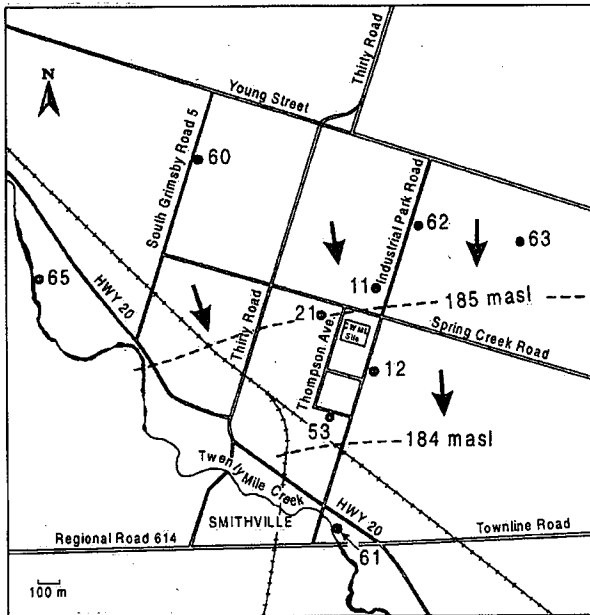 Thirty Road
N
Young Street
South Grimsby Road 5
60
Industrial Park Road
62
63
65
HWY 20
11
185 masl
21
Thirty Road
Thompson Ave.
Site
Spring Creek Road
12
53
184 masl
Twenty Mile Creek
HWY 20
SMITHVILLE
Townline Road
Regional Road 614
61
100 m